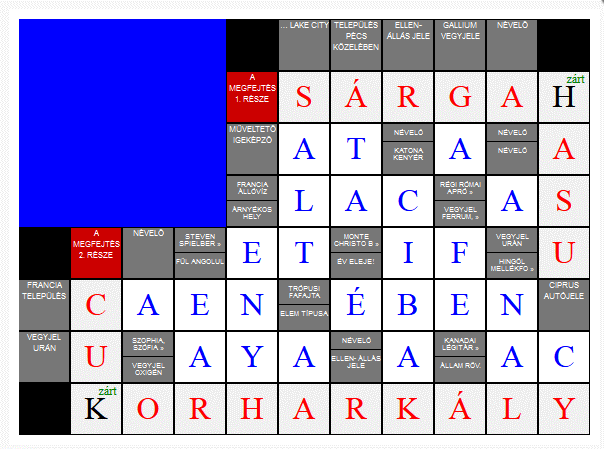 ... LAKE CITY TELEPÜLÉS PÉCS KÖZELÉBEN ELLEN- ÁLLÁS JELE GALLIUM VEGYJELE NÉVELŐ
A MEGFEJTÉS 1. RÉSZE S Á R G A zárt H
MŰVELTETŐ IGEKÉPZŐ A T NÉVELŐ KATONA KENYÉR A NÉVELŐ NÉVELŐ A
FRANCIA ÁLLÓVÍZ ÁRNYÉKOS HELY L A C RÉGI RÓMAI APRÓ » VEGYJEL FERRUM, » A S
A MEGFEJTÉS 2. RÉSZE NÉVELŐ STEVEN SPIELBER » FÜL ANGOLUL E T MONTE CHRISTO B » ÉV ELEJE! I F VEGYJEL URÁN HINGÓL MELLÉKFO » U
FRANCIA TELEPÜLÉS C A E N TRÓPUSI FAFAJTA ELEM TÍPUSA É B E N CIPRUS AUTÓJELE
VEGYJEL URÁN U SZOPHIA, SZÓFIA » VEGYJEL OXIGÉN A Y A NÉVELŐ ELLEN- ÁLLÁS JELE A KANADAI LÉGITÁR » ÁLLAM RÖV. A C
zárt K O R H A R K Á L Y